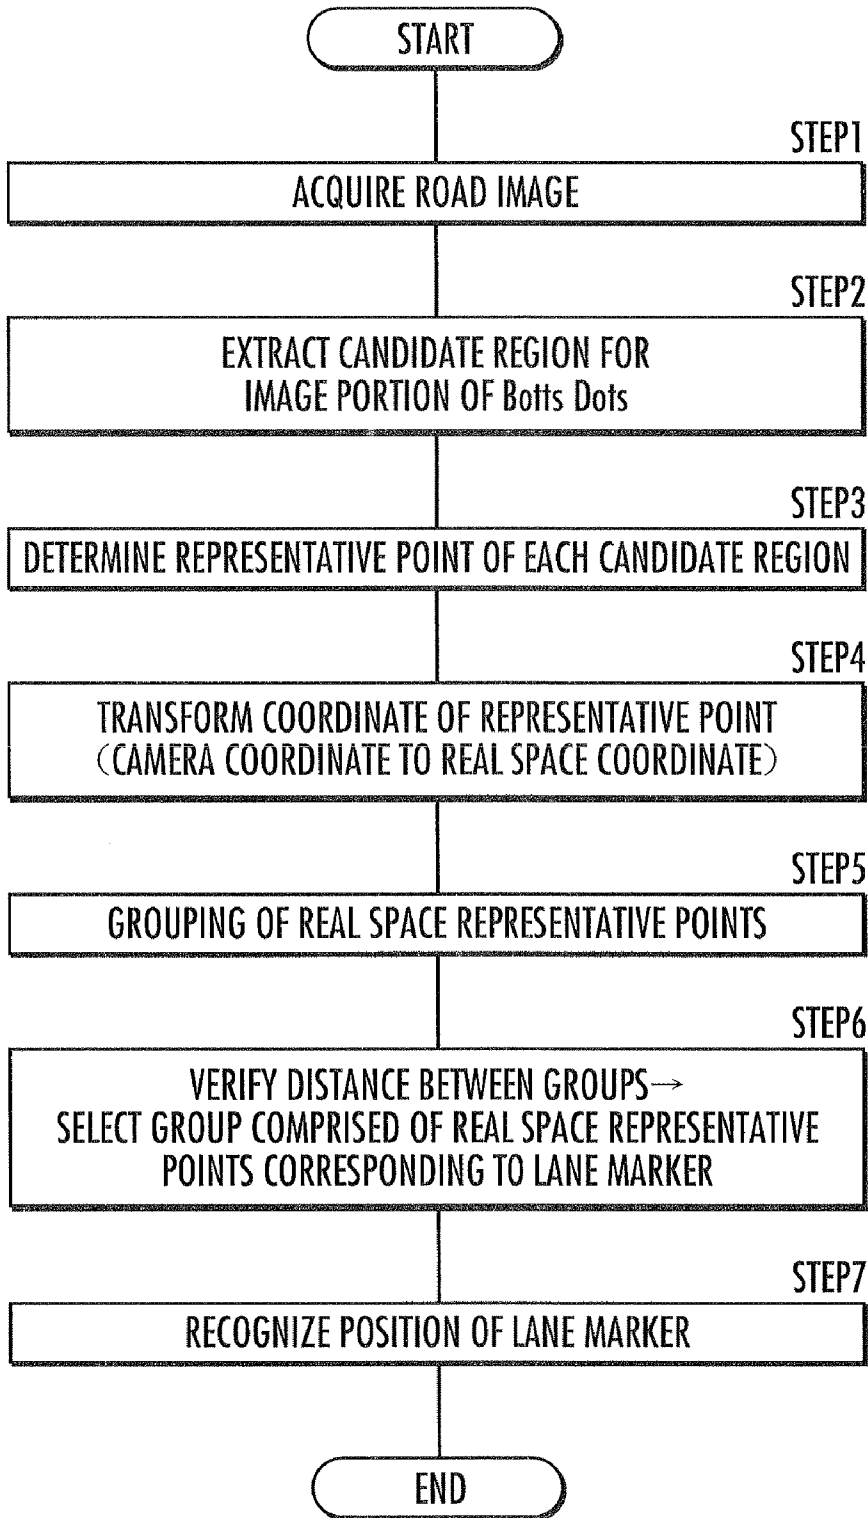 START
STEP1
ACQUIRE ROAD IMAGE
STEP2
EXTRACT CANDIDATE REGION FOR
IMAGE PORTION OF Botts Dots
STEP3
DETERMINE REPRESENTATIVE POINT OF EACH CANDIDATE REGION
STEP4
TRANSFORM COORDINATE OF REPRESENTATIVE POINT
(CAMERA COORDINATE TO REAL SPACE COORDINATE)
STEP5
GROUPING OF REAL SPACE REPRESENTATIVE POINTS
STEP6
VERIFY DISTANCE BETWEEN GROUPS→
SELECT GROUP COMPRISED OF REAL SPACE REPRESENTATIVE
POINTS CORRESPONDING TO LANE MARKER
STEP7
RECOGNIZE POSITION OF LANE MARKER
END